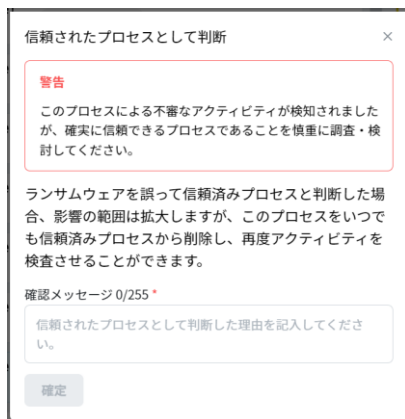 信頼されたプロセスとして判断
警告
このプロセスによる不審なアクティビティが検知されました
が、確実に信頼できるプロセスであることを慎重に調査・検
討してください。
ランサムウェアを誤って信頼済みプロセスと判断した場
合、影響の範囲は拡大しますが、このプロセスをいつで
も信頼済みプロセスから削除し、再度アクティビティを
検査させることができます。
確認メッセージ 0/255 *
信頼されたプロセスとして判断した理由を記入してくださ
い。
確定